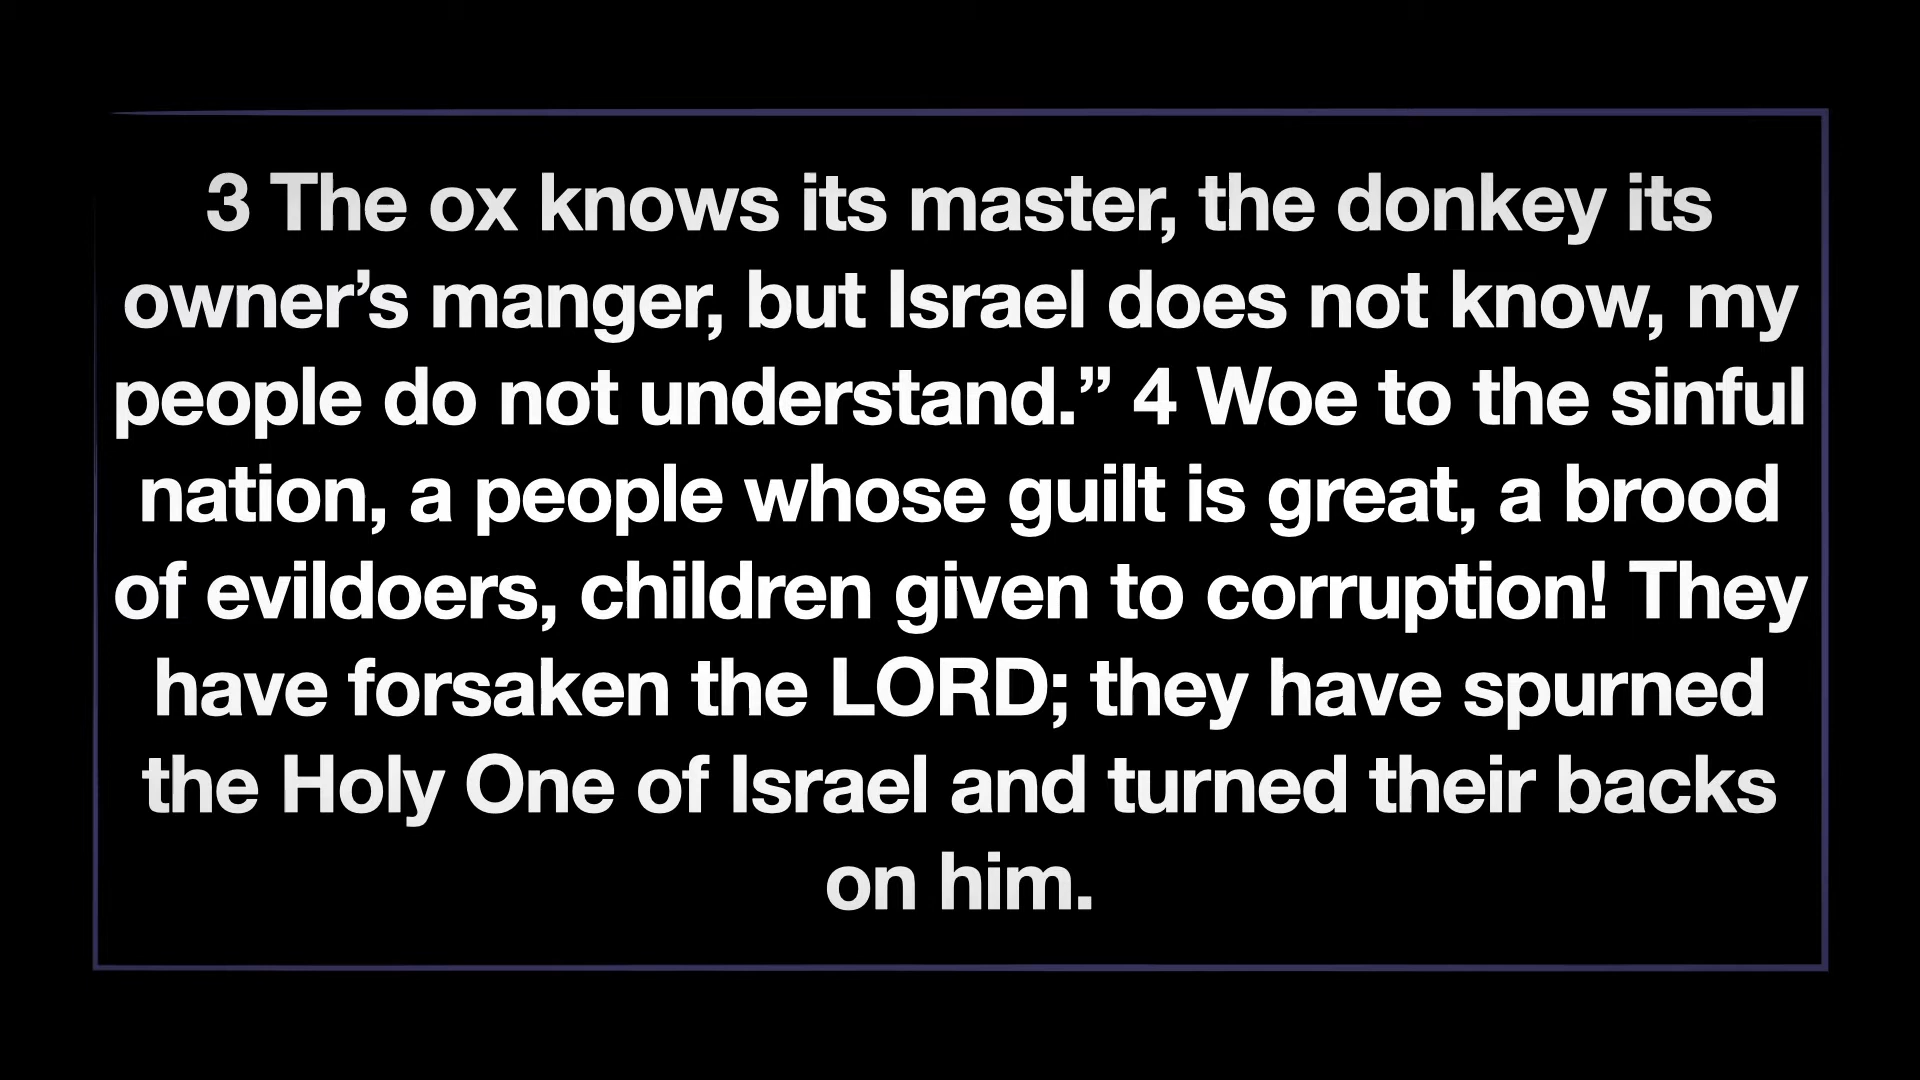 3 The ox knows its master, the donkey its
owner’s manger, but Israel does not know, my
people do not understand.” 4 Woe to the sinful
nation, a people whose guilt is great, a brood
of evildoers, children given to corruption! They
have forsaken the LORD; they have spurned
the Holy One of Israel and turned their backs
on him.